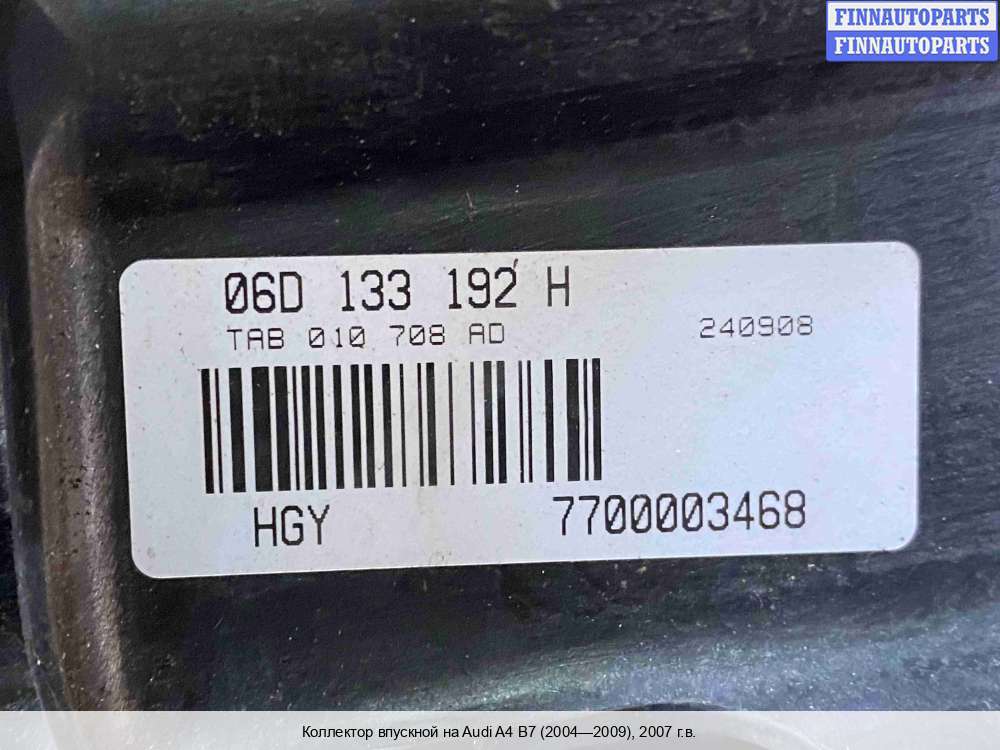 FINNAUTOPARTS
FINNAUTOPARTS
06D 133 192 H
TAB 010 708 AD 240908
HGY 7700003468
Коллектор впускной на Audi A4 B7 (2004—2009), 2007 г.в.